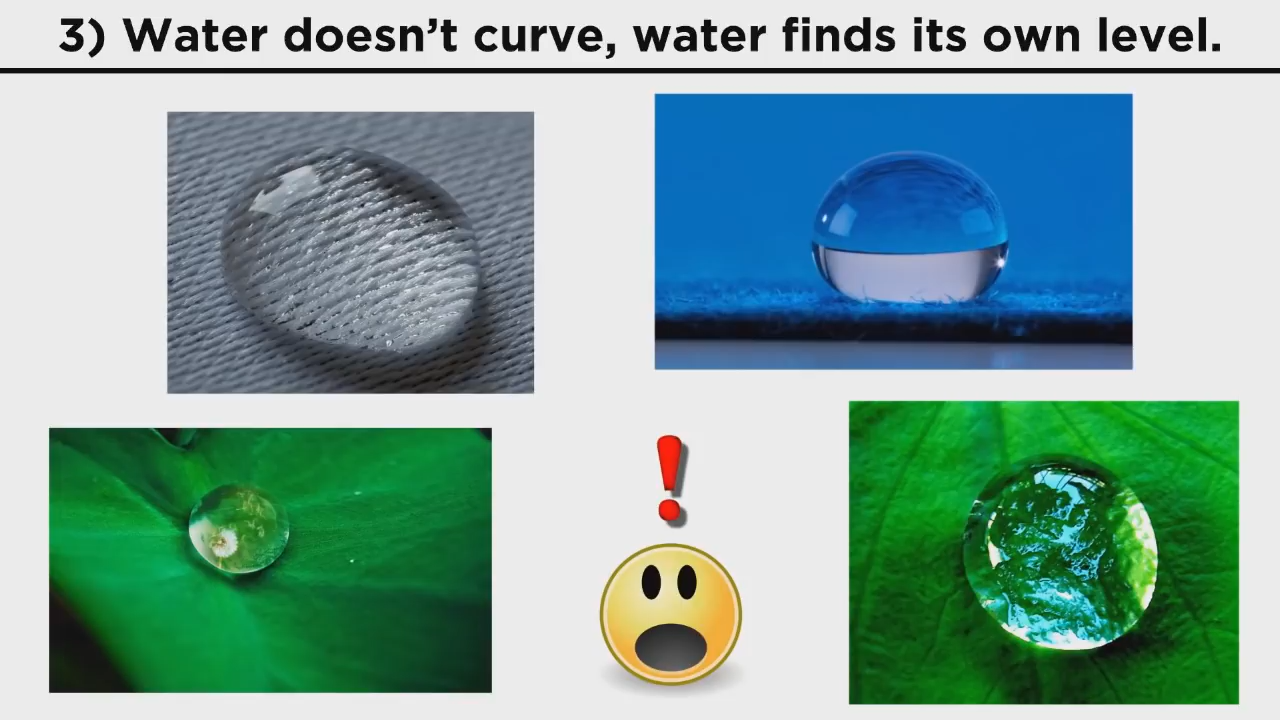 3) Water doesn’t curve, water finds its own level.